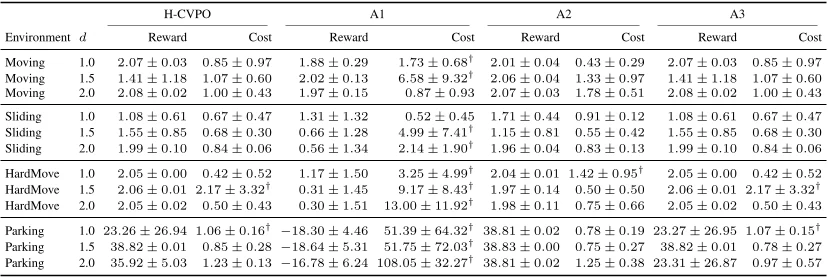 H-CVPO A1 A2 A3
Environment d Reward Cost Reward Cost Reward Cost Reward Cost
Moving 1.0 2.07 ± 0.03 0.85 ± 0.97 1.88 ± 0.29 1.73 ± 0.68† 2.01 ± 0.04 0.43 ± 0.29 2.07 ± 0.03 0.85 ± 0.97
Moving 1.5 1.41 ± 1.18 1.07 ± 0.60 2.02 ± 0.13 6.58 ± 9.32† 2.06 ± 0.04 1.33 ± 0.97 1.41 ± 1.18 1.07 ± 0.60
Moving 2.0 2.08 ± 0.02 1.00 ± 0.43 1.97 ± 0.15 0.87 ± 0.93 2.07 ± 0.03 1.78 ± 0.51 2.08 ± 0.02 1.00 ± 0.43
Sliding 1.0 1.08 ± 0.61 0.67 ± 0.47 1.31 ± 1.32 0.52 ± 0.45 1.71 ± 0.44 0.91 ± 0.12 1.08 ± 0.61 0.67 ± 0.47
Sliding 1.5 1.55 ± 0.85 0.68 ± 0.30 0.66 ± 1.28 4.99 ± 7.41† 1.15 ± 0.81 0.55 ± 0.42 1.55 ± 0.85 0.68 ± 0.30
Sliding 2.0 1.99 ± 0.10 0.84 ± 0.06 0.56 ± 1.34 2.14 ± 1.90† 1.96 ± 0.04 0.83 ± 0.13 1.99 ± 0.10 0.84 ± 0.06
HardMove 1.0 2.05 ± 0.00 0.42 ± 0.52 1.17 ± 1.50 3.25 ± 4.99† 2.04 ± 0.01 1.42 ± 0.95† 2.05 ± 0.00 0.42 ± 0.52
HardMove 1.5 2.06 ± 0.01 2.17 ± 3.32† 0.31 ± 1.45 9.17 ± 8.43† 1.97 ± 0.14 0.50 ± 0.50 2.06 ± 0.01 2.17 ± 3.32†
HardMove 2.0 2.05 ± 0.02 0.50 ± 0.43 0.30 ± 1.51 13.00 ± 11.92† 1.98 ± 0.11 0.75 ± 0.66 2.05 ± 0.02 0.50 ± 0.43
Parking 1.0 23.26 ± 26.94 1.06 ± 0.16† −18.30 ± 4.46 51.39 ± 64.32† 38.81 ± 0.02 0.78 ± 0.19 23.27 ± 26.95 1.07 ± 0.15†
Parking 1.5 38.82 ± 0.01 0.85 ± 0.28 −18.64 ± 5.31 51.75 ± 72.03† 38.83 ± 0.00 0.75 ± 0.27 38.82 ± 0.01 0.78 ± 0.27
Parking 2.0 35.92 ± 5.03 1.23 ± 0.13 −16.78 ± 6.24 108.05 ± 32.27† 38.81 ± 0.02 1.25 ± 0.38 23.31 ± 26.87 0.97 ± 0.57